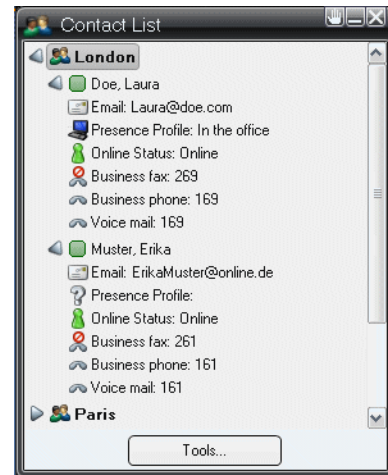 Contact List
London
Doe, Laura
Email: Laura@doe.com
Presence Profile: In the office
Online Status: Online
Business fax: 269
Business phone: 169
Voice mail: 169
Muster, Erika
Email: ErikaMuster@online.de
Presence Profile:
Online Status: Online
Business fax: 261
Business phone: 161
Voice mail: 161
Paris
Tools...